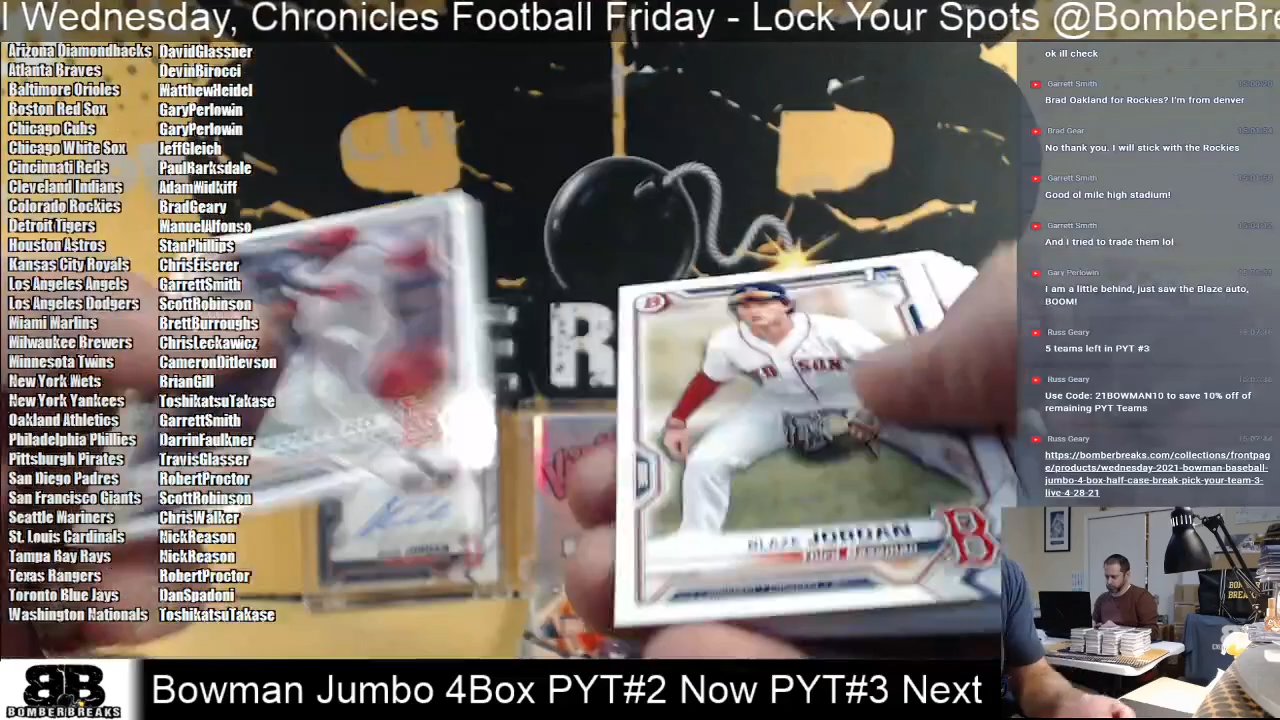 l Wednesday, Chronicles Football Friday - Lock Your Spots @BomberBre
Arizona Diamondbacks DavidGlassner
Atlanta Braves DevinBirocci
Baltimore Orioles MatthewHeidel
Boston Red Sox GaryPerlowin
Chicago Cubs GaryPerlowin
Chicago White Sox JeffGleich
Cincinnati Reds PaulBarksdale
Cleveland Indians AdamMidkiff
Colorado Rockies BradGeary
Detroit Tigers ManuelAlfonso
Houston Astros StanPhillips
Kansas City Royals ChrisEiserer
Los Angeles Angels GarrettSmith
Los Angeles Dodgers ScottRobinson
Miami Marlins BrettBurroughs
Milwaukee Brewers ChrisLeckawicz
Minnesota Twins CameronDitlevson
New York Mets BrianGill
New York Yankees ToshikatsuTakase
Oakland Athletics GarrettSmith
Philadelphia Phillies DarrinFaulkner
Pittsburgh Pirates TravisGlasser
San Diego Padres RobertProctor
San Francisco Giants ScottRobinson
Seattle Mariners ChrisWalker
St. Louis Cardinals NickReason
Tampa Bay Rays NickReason
Texas Rangers RobertProctor
Toronto Blue Jays DanSpadoni
Washington Nationals ToshikatsuTakase
BLAZE JORDAN
B
JORDAN
ok ill check
Garrett Smith
Brad Oakland for Rockies? I'm from denver
Brad Gear
No thank you. I will stick with the Rockies
Garrett Smith
Good ol mile high stadium!
Garrett Smith
And i tried to trade them lol
Gary Perlowin
I am a little behind, just saw the Blaze auto,
BOOM!
Russ Geary
5 teams left in PYT #3
Russ Geary
Use Code: 21BOWMAN10 to save 10% off of
remaining PYT Teams
Russ Geary
https://bomberbreaks.com/collections/frontpag
e/products/wednesday-2021-bowman-baseball-
jumbo-4-box-half-case-break-pick-your-team-3-
live-4-28-21
BB
BOMBERBREAKS
Bowman Jumbo 4Box PYT#2 Now PYT#3 Next